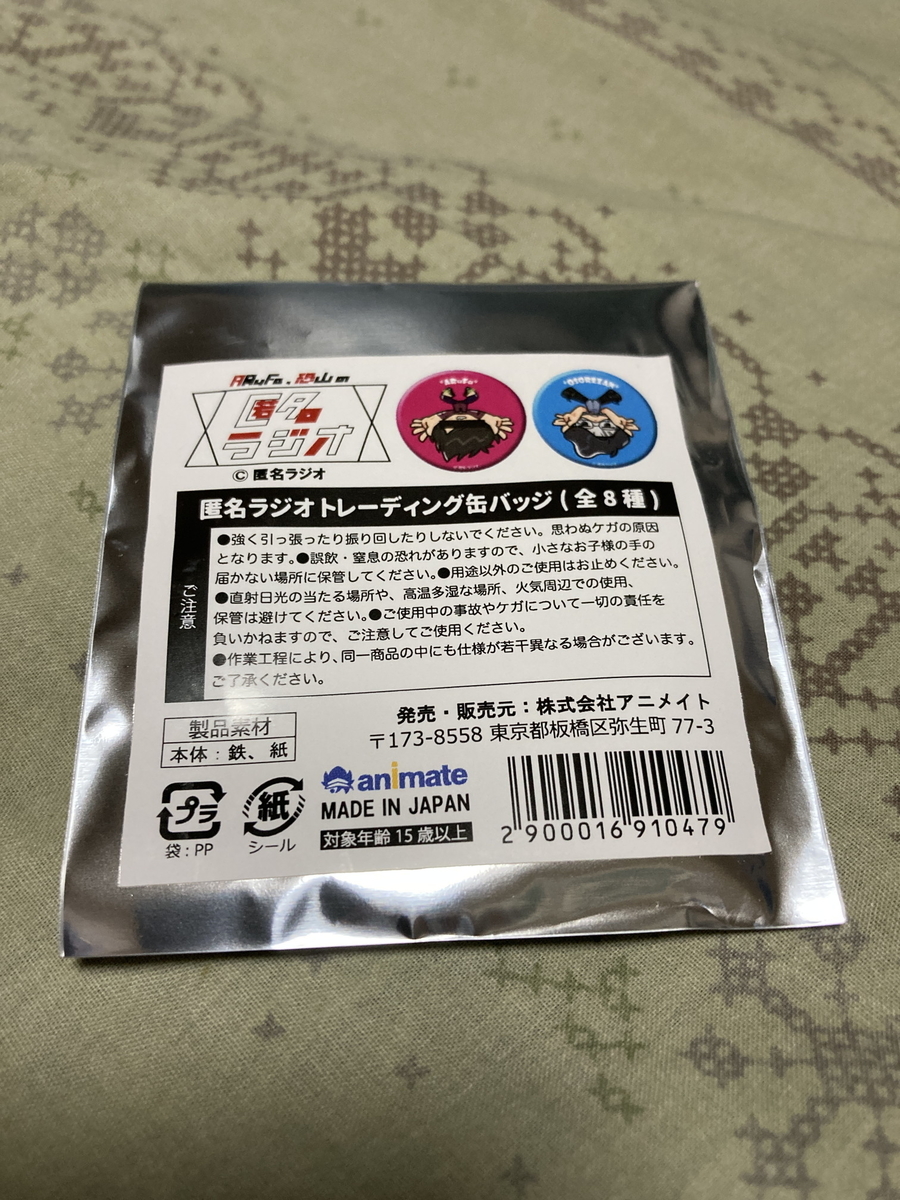 ARuFa・恐山の
匿名
ラジオ
© 匿名ラジオ
"ARuFa"
"DIOREZAN"
匿名ラジオトレーディング缶バッジ(全8種)
ご注意
●強く引っ張ったり振り回したりしないでください。思わぬケガの原因
となります。●誤飲・窒息の恐れがありますので、小さなお子様の手の
届かない場所に保管してください。●用途以外のご使用はお止めください。
●直射日光の当たる場所や、高温多湿な場所、火気周辺での使用、
保管は避けてください。●ご使用中の事故やケガについて一切の責任を
負いかねますので、ご注意してご使用ください。
●作業工程により、同一商品の中にも仕様が若干異なる場合がございます。
ご了承ください。
製品素材
本体：鉄、紙
発売・販売元：株式会社アニメイト
〒173-8558 東京都板橋区弥生町 77-3
プラ
袋：PP
紙
シール
animate
MADE IN JAPAN
対象年齢15歳以上
2 900016 910479